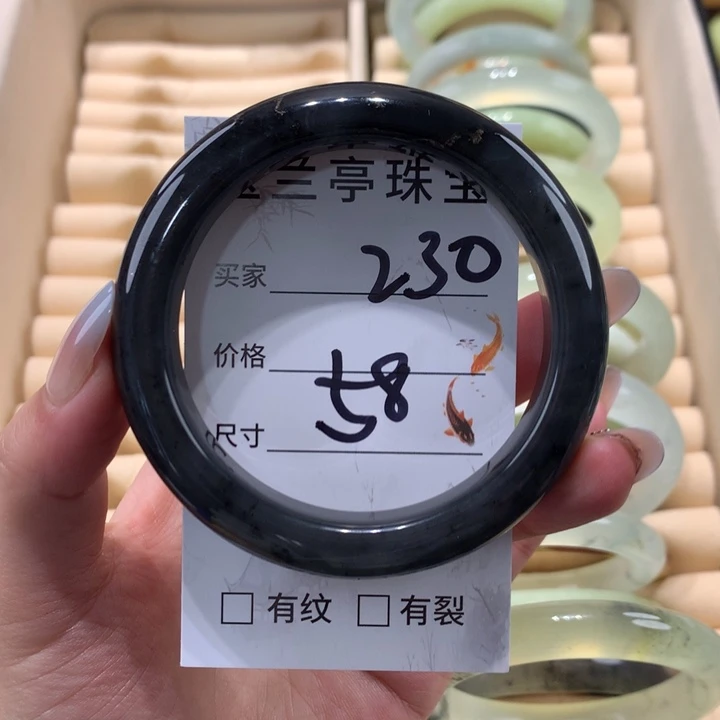 兰亭珠宝
买家 230
价格
58
尺寸
有纹 有裂